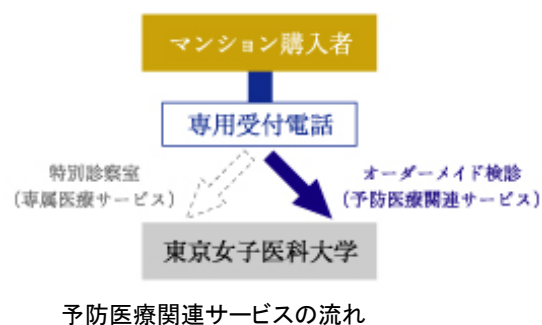 マンション購入者
専用受付電話
特別診察室
(専属医療サービス)
オーダーメイド検診
(予防医療関連サービス)
東京女子医科大学
予防医療関連サービスの流れ